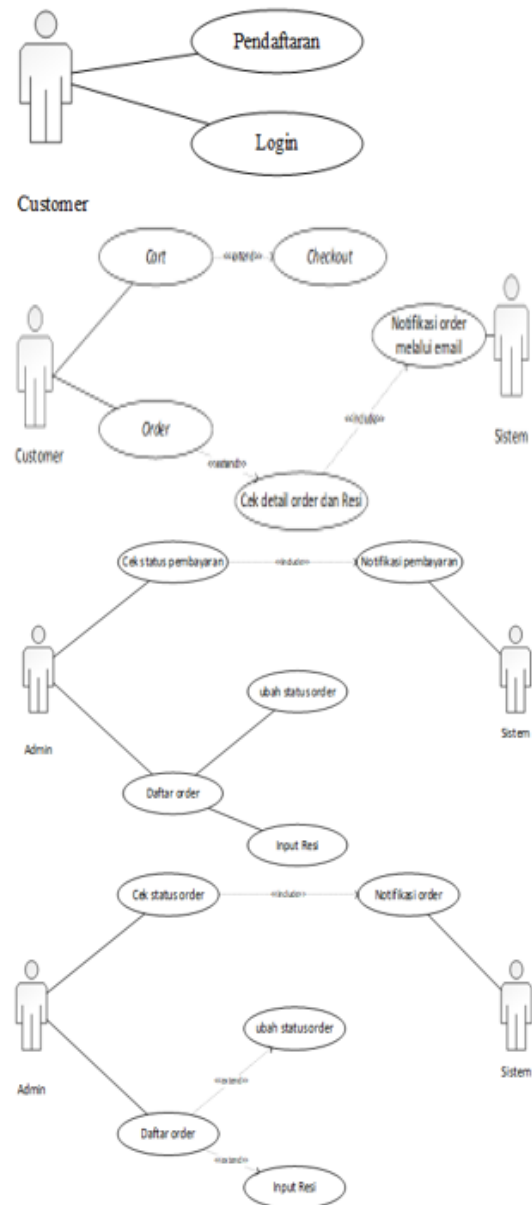 Pendaftaran
Login
Customer
Cart
<<extend>>
Checkout
Notifikasi order
melalui email
Sistem
<<include>>
Customer
Order
<<extend>>
Cek detail order dan Resi
Cek status pembayaran
<<include>>
Notifikasi pembayaran
Admin
ubah status order
Sistem
Daftar order
Input Resi
Cek status order
<<include>>
Notifikasi order
Admin
ubah status order
Sistem
<<extend>>
Daftar order
<<extend>>
Input Resi